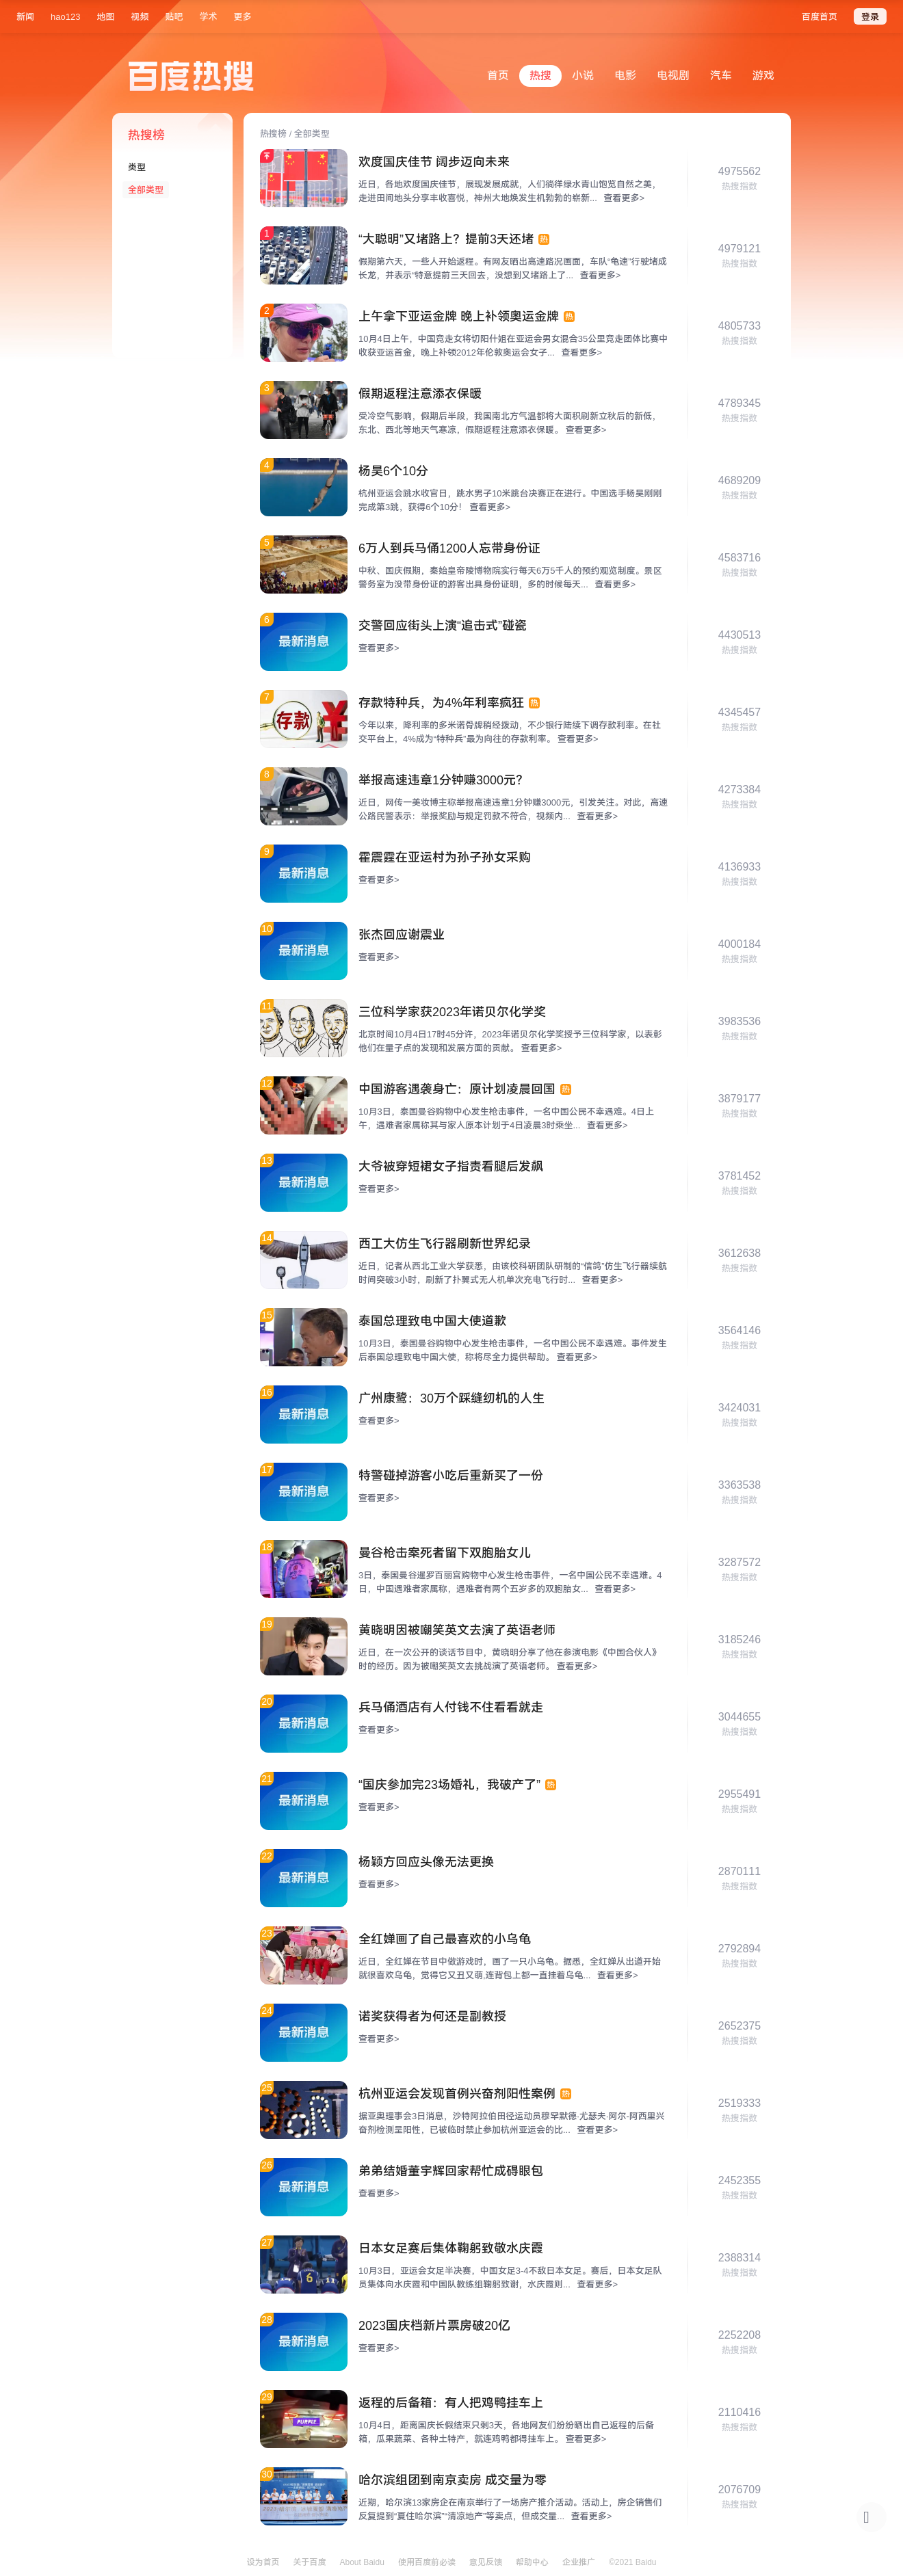 新闻 hao123 地图 视频 贴吧 学术 更多 百度首页 登录
百度热搜
首页 热搜 小说 电影 电视剧 汽车 游戏
热搜榜
类型
全部类型
热搜榜 / 全部类型
欢度国庆佳节 阔步迈向未来
近日，各地欢度国庆佳节，展现发展成就，人们徜徉绿水青山饱览自然之美，
走进田间地头分享丰收喜悦，神州大地焕发生机勃勃的崭新... 查看更多>
4975562
热搜指数
1
“大聪明”又堵路上？提前3天还堵 热
假期第六天，一些人开始返程。有网友晒出高速路况画面，车队“龟速”行驶堵成
长龙，并表示“特意提前三天回去，没想到又堵路上了... 查看更多>
4979121
热搜指数
2
上午拿下亚运金牌 晚上补领奥运金牌 热
10月4日上午，中国竞走女将切阳什姐在亚运会男女混合35公里竞走团体比赛中
收获亚运首金，晚上补领2012年伦敦奥运会女子... 查看更多>
4805733
热搜指数
3
假期返程注意添衣保暖
受冷空气影响，假期后半段，我国南北方气温都将大面积刷新立秋后的新低，
东北、西北等地天气寒凉，假期返程注意添衣保暖。 查看更多>
4789345
热搜指数
4
杨昊6个10分
杭州亚运会跳水收官日，跳水男子10米跳台决赛正在进行。中国选手杨昊刚刚
完成第3跳，获得6个10分！ 查看更多>
4689209
热搜指数
5
6万人到兵马俑1200人忘带身份证
中秋、国庆假期，秦始皇帝陵博物院实行每天6万5千人的预约观览制度。景区
警务室为没带身份证的游客出具身份证明，多的时候每天... 查看更多>
4583716
热搜指数
6
最新消息
交警回应街头上演“追击式”碰瓷
查看更多>
4430513
热搜指数
7
存款
存款特种兵，为4%年利率疯狂 热
今年以来，降利率的多米诺骨牌稍经拨动，不少银行陆续下调存款利率。在社
交平台上，4%成为“特种兵”最为向往的存款利率。 查看更多>
4345457
热搜指数
8
举报高速违章1分钟赚3000元？
近日，网传一美妆博主称举报高速违章1分钟赚3000元，引发关注。对此，高速
公路民警表示：举报奖励与规定罚款不符合，视频内... 查看更多>
4273384
热搜指数
9
最新消息
霍震霆在亚运村为孙子孙女采购
查看更多>
4136933
热搜指数
10
最新消息
张杰回应谢震业
查看更多>
4000184
热搜指数
11
三位科学家获2023年诺贝尔化学奖
北京时间10月4日17时45分许，2023年诺贝尔化学奖授予三位科学家，以表彰
他们在量子点的发现和发展方面的贡献。 查看更多>
3983536
热搜指数
12
中国游客遇袭身亡：原计划凌晨回国 热
10月3日，泰国曼谷购物中心发生枪击事件，一名中国公民不幸遇难。4日上
午，遇难者家属称其与家人原本计划于4日凌晨3时乘坐... 查看更多>
3879177
热搜指数
13
最新消息
大爷被穿短裙女子指责看腿后发飙
查看更多>
3781452
热搜指数
14
西工大仿生飞行器刷新世界纪录
近日，记者从西北工业大学获悉，由该校科研团队研制的“信鸽”仿生飞行器续航
时间突破3小时，刷新了扑翼式无人机单次充电飞行时... 查看更多>
3612638
热搜指数
15
泰国总理致电中国大使道歉
10月3日，泰国曼谷购物中心发生枪击事件，一名中国公民不幸遇难。事件发生
后泰国总理致电中国大使，称将尽全力提供帮助。 查看更多>
3564146
热搜指数
16
最新消息
广州康鹭：30万个踩缝纫机的人生
查看更多>
3424031
热搜指数
17
最新消息
特警碰掉游客小吃后重新买了一份
查看更多>
3363538
热搜指数
18
曼谷枪击案死者留下双胞胎女儿
3日，泰国曼谷暹罗百丽宫购物中心发生枪击事件，一名中国公民不幸遇难。4
日，中国遇难者家属称，遇难者有两个五岁多的双胞胎女... 查看更多>
3287572
热搜指数
19
黄晓明因被嘲笑英文去演了英语老师
近日，在一次公开的谈话节目中，黄晓明分享了他在参演电影《中国合伙人》
时的经历。因为被嘲笑英文去挑战演了英语老师。 查看更多>
3185246
热搜指数
20
最新消息
兵马俑酒店有人付钱不住看看就走
查看更多>
3044655
热搜指数
21
最新消息
“国庆参加完23场婚礼，我破产了” 热
查看更多>
2955491
热搜指数
22
最新消息
杨颖方回应头像无法更换
查看更多>
2870111
热搜指数
23
全红婵画了自己最喜欢的小乌龟
近日，全红婵在节目中做游戏时，画了一只小乌龟。据悉，全红婵从出道开始
就很喜欢乌龟，觉得它又丑又萌,连背包上都一直挂着乌龟... 查看更多>
2792894
热搜指数
24
最新消息
诺奖获得者为何还是副教授
查看更多>
2652375
热搜指数
25
杭州亚运会发现首例兴奋剂阳性案例 热
据亚奥理事会3日消息，沙特阿拉伯田径运动员穆罕默德·尤瑟夫·阿尔-阿西里兴
奋剂检测呈阳性，已被临时禁止参加杭州亚运会的比... 查看更多>
2519333
热搜指数
26
最新消息
弟弟结婚董宇辉回家帮忙成碍眼包
查看更多>
2452355
热搜指数
27
日本女足赛后集体鞠躬致敬水庆霞
10月3日，亚运会女足半决赛，中国女足3-4不敌日本女足。赛后，日本女足队
员集体向水庆霞和中国队教练组鞠躬致谢，水庆霞则... 查看更多>
2388314
热搜指数
28
最新消息
2023国庆档新片票房破20亿
查看更多>
2252208
热搜指数
29
PURPLE
返程的后备箱：有人把鸡鸭挂车上
10月4日，距离国庆长假结束只剩3天，各地网友们纷纷晒出自己返程的后备
箱，瓜果蔬菜、各种土特产，就连鸡鸭都得挂车上。 查看更多>
2110416
热搜指数
30
哈尔滨组团到南京卖房 成交量为零
近期，哈尔滨13家房企在南京举行了一场房产推介活动。活动上，房企销售们
反复提到“夏住哈尔滨”“清凉地产”等卖点，但成交量... 查看更多>
2076709
热搜指数
设为首页 关于百度 About Baidu 使用百度前必读 意见反馈 帮助中心 企业推广 ©2021 Baidu